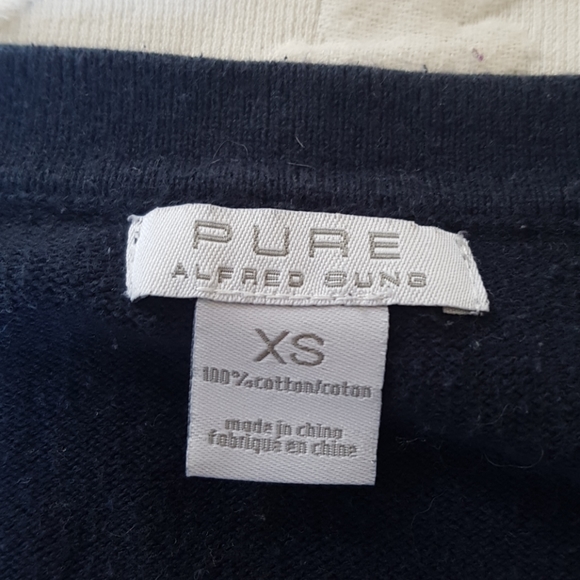 PURE
ALFRED SUNG
XS
100%cotton/coton
made in china
fabriqué en chine